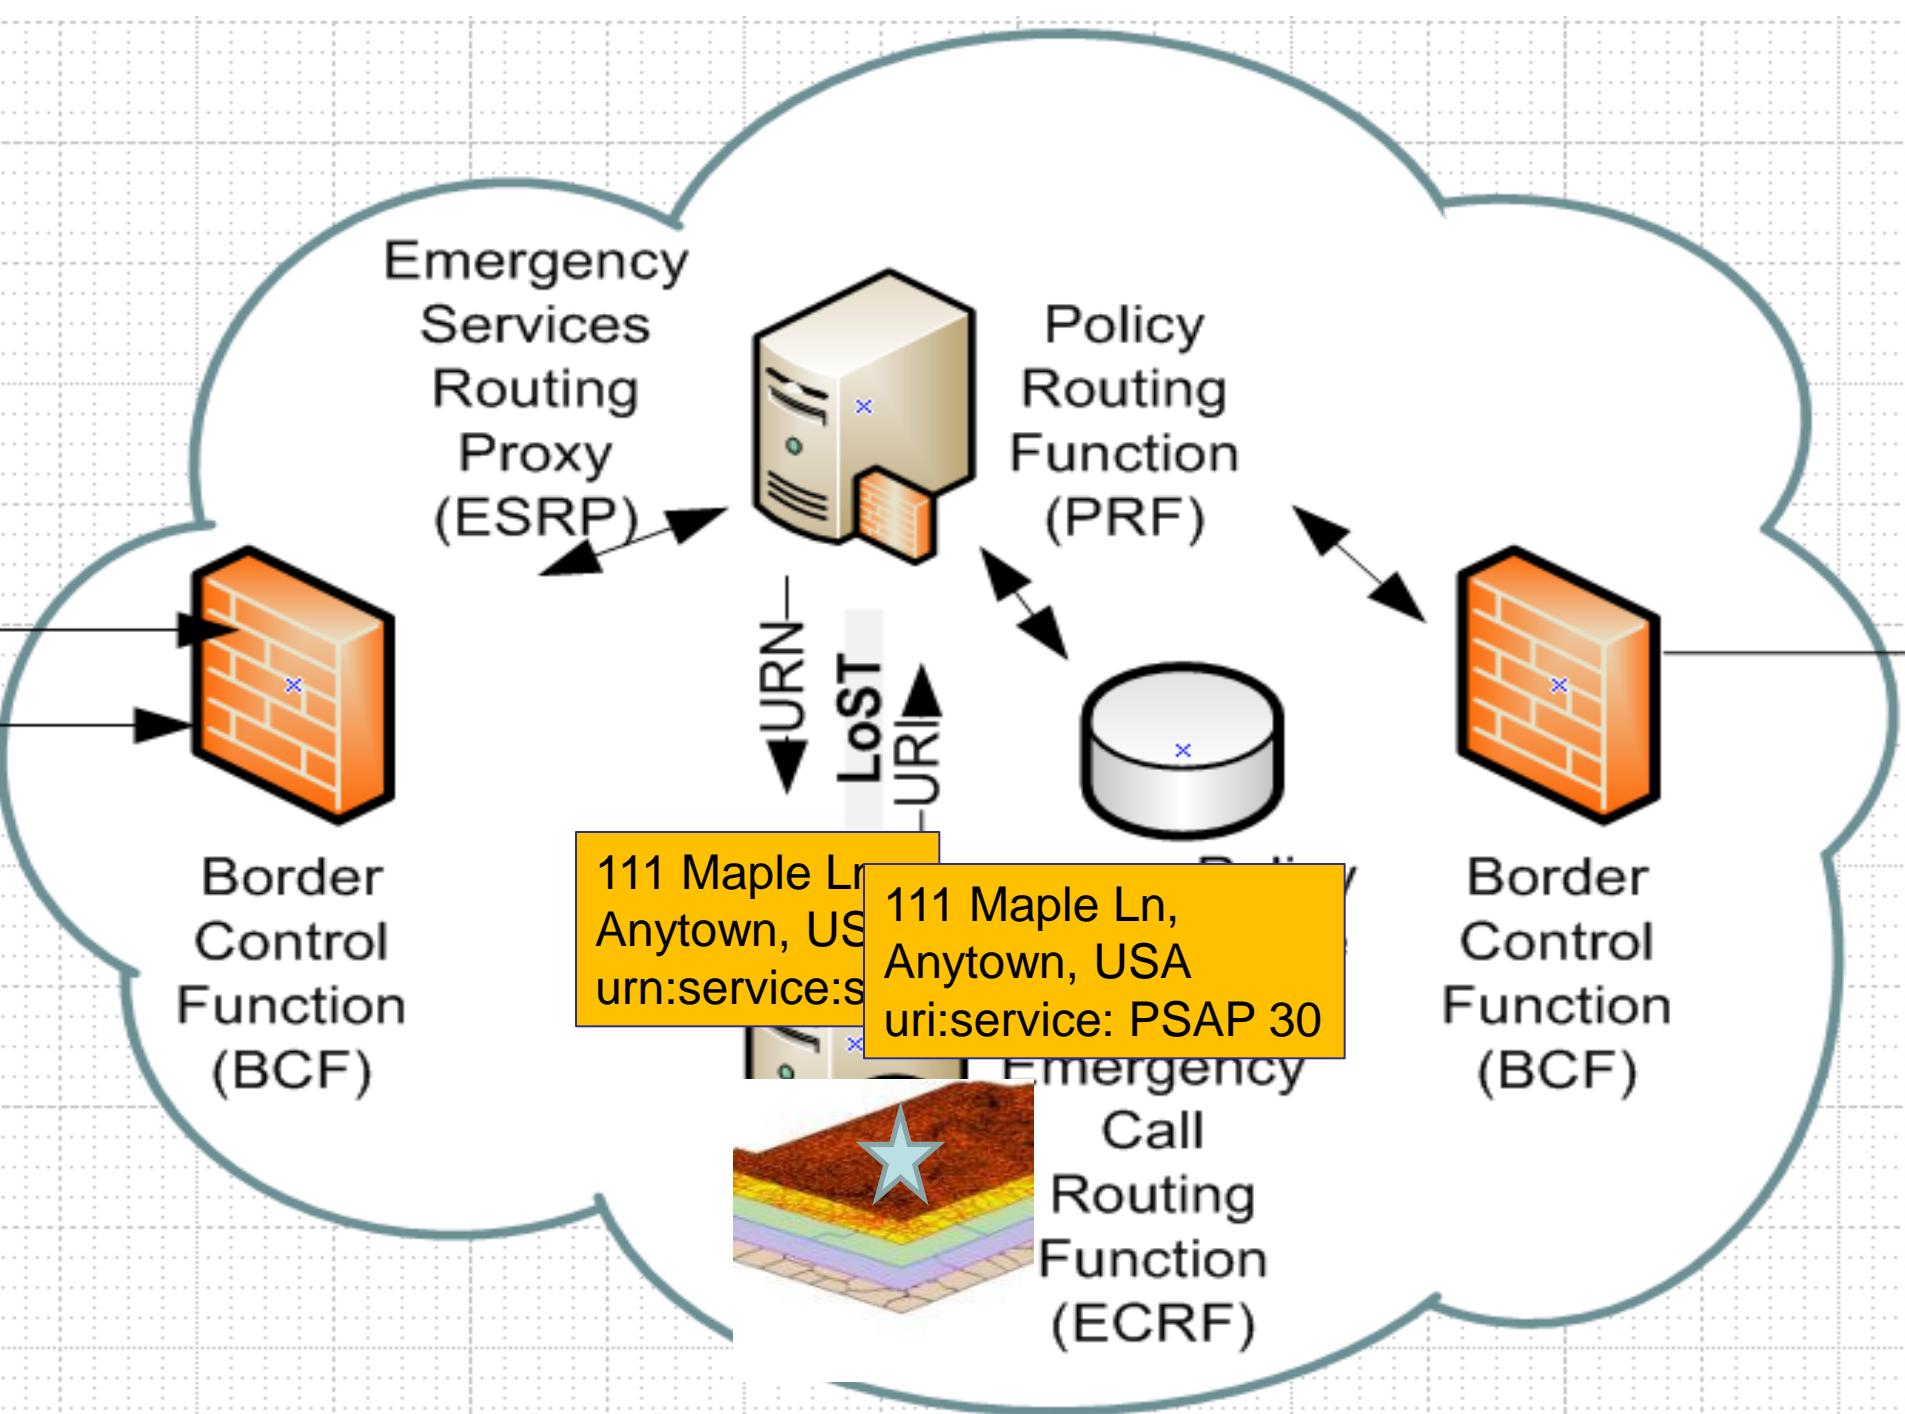 Emergency
Services
Routing
Proxy
(ESRP)
Policy
Routing
Function
(PRF)
URN
LoST
URI
Border
Control
Function
(BCF)
111 Maple Ln
Anytown, US
urn:service:s
111 Maple Ln,
Anytown, USA
uri:service: PSAP 30
Policy
Border
Control
Function
(BCF)
Emergency
Call
Routing
Function
(ECRF)